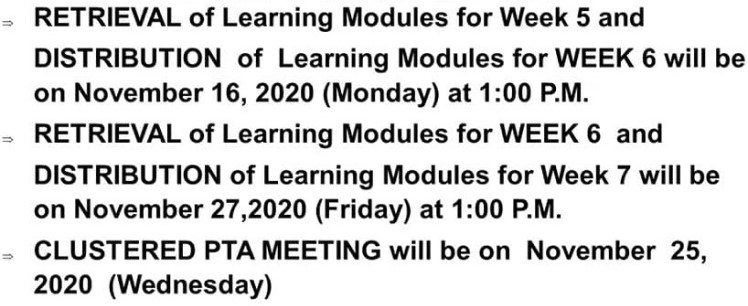 ⇒ RETRIEVAL of Learning Modules for Week 5 and
DISTRIBUTION of Learning Modules for WEEK 6 will be
on November 16, 2020 (Monday) at 1:00 P.M.
⇒ RETRIEVAL of Learning Modules for WEEK 6 and
DISTRIBUTION of Learning Modules for Week 7 will be
on November 27,2020 (Friday) at 1:00 P.M.
⇒ CLUSTERED PTA MEETING will be on November 25,
2020 (Wednesday)